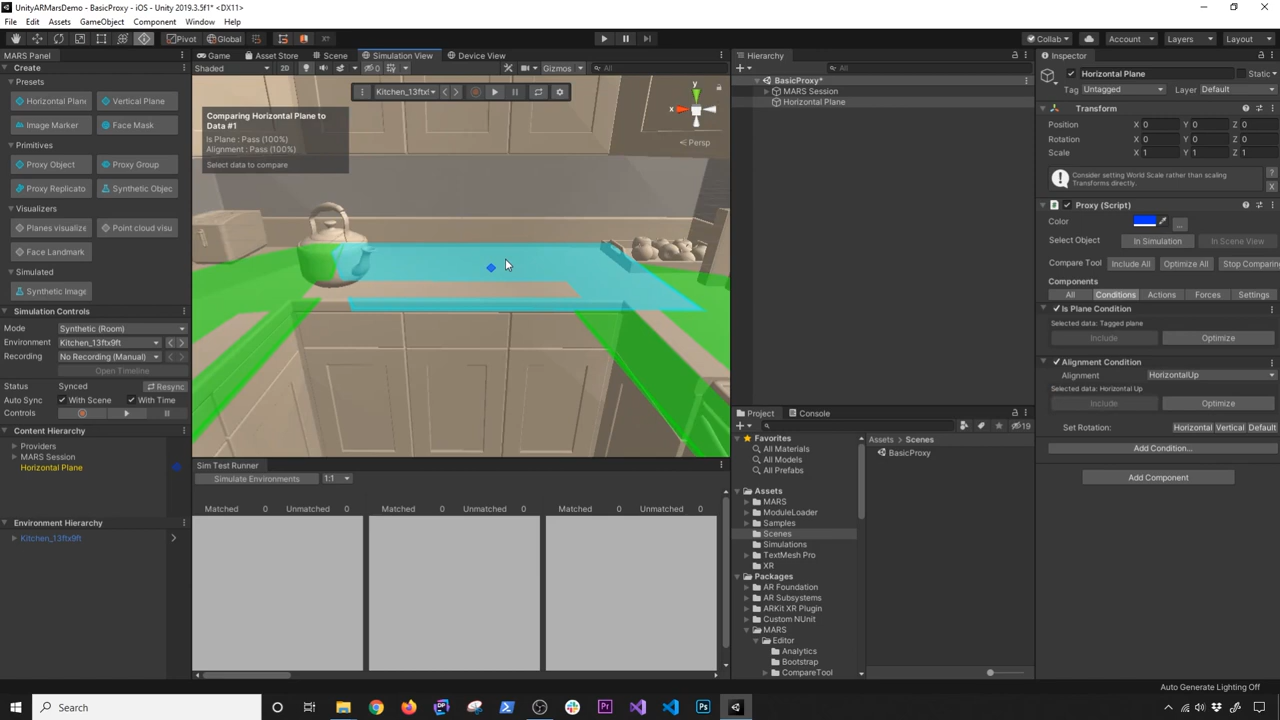 UnityARMarsDemo - BasicProxy - iOS - Unity 2019.3.5f1* <DX11>
File Edit Assets GameObject Component Window Help
Pivot Global Collab Account Layers Layout
MARS Panel
Create
Presets
Horizontal Plane Vertical Plane
Image Marker Face Mask
Primitives
Proxy Object Proxy Group
Proxy Replicato Synthetic Objec
Visualizers
Planes visualize Point cloud visu
Face Landmark
Simulated
Synthetic Image
Simulation Controls
Mode Synthetic (Room)
Environment Kitchen_13ftx9ft
Recording No Recording (Manual)
Open Timeline
Status Synced Resync
Auto Sync With Scene With Time
Controls
Content Hierarchy
Providers
MARS Session
Horizontal Plane
Environment Hierarchy
Kitchen_13ftx9ft
Game Asset Store Scene Simulation View Device View
Shaded 2D 0 Gizmos All
Kitchen_13ftxt
Comparing Horizontal Plane to
Data #1
Is Plane : Pass (100%)
Alignment : Pass (100%)
Select data to compare
y
x
Persp
Sim Test Runner
Simulate Environments 1:1
Matched 0 Unmatched 0 Matched 0 Unmatched 0 Matched 0 Unmatched 0
Hierarchy
All
BasicProxy*
MARS Session
Horizontal Plane
Project Console
19
Favorites
All Materials
All Models
All Prefabs
Assets
MARS
ModuleLoader
Samples
Scenes
Simulations
TextMesh Pro
XR
Packages
AR Foundation
AR Subsystems
ARKit XR Plugin
Custom NUnit
MARS
Editor
Analytics
Bootstrap
CompareTool
Assets Scenes
BasicProxy
Inspector
Horizontal Plane Static
Tag Untagged Layer Default
Transform
Position X 0 Y 0 Z 0
Rotation X 0 Y 0 Z 0
Scale X 1 Y 1 Z 1
Consider setting World Scale rather than scaling
Transforms directly.
Proxy (Script)
Color ...
Select Object In Simulation In Scene View
Compare Tool Include All Optimize All Stop Comparing
Components
All Conditions Actions Forces Settings
Is Plane Condition
Selected data: Tagged plane
Include Optimize
Alignment Condition
Alignment HorizontalUp
Selected data: Horizontal Up
Include Optimize
Set Rotation: Horizontal Vertical Default
Add Condition...
Add Component
Auto Generate Lighting Off
Search